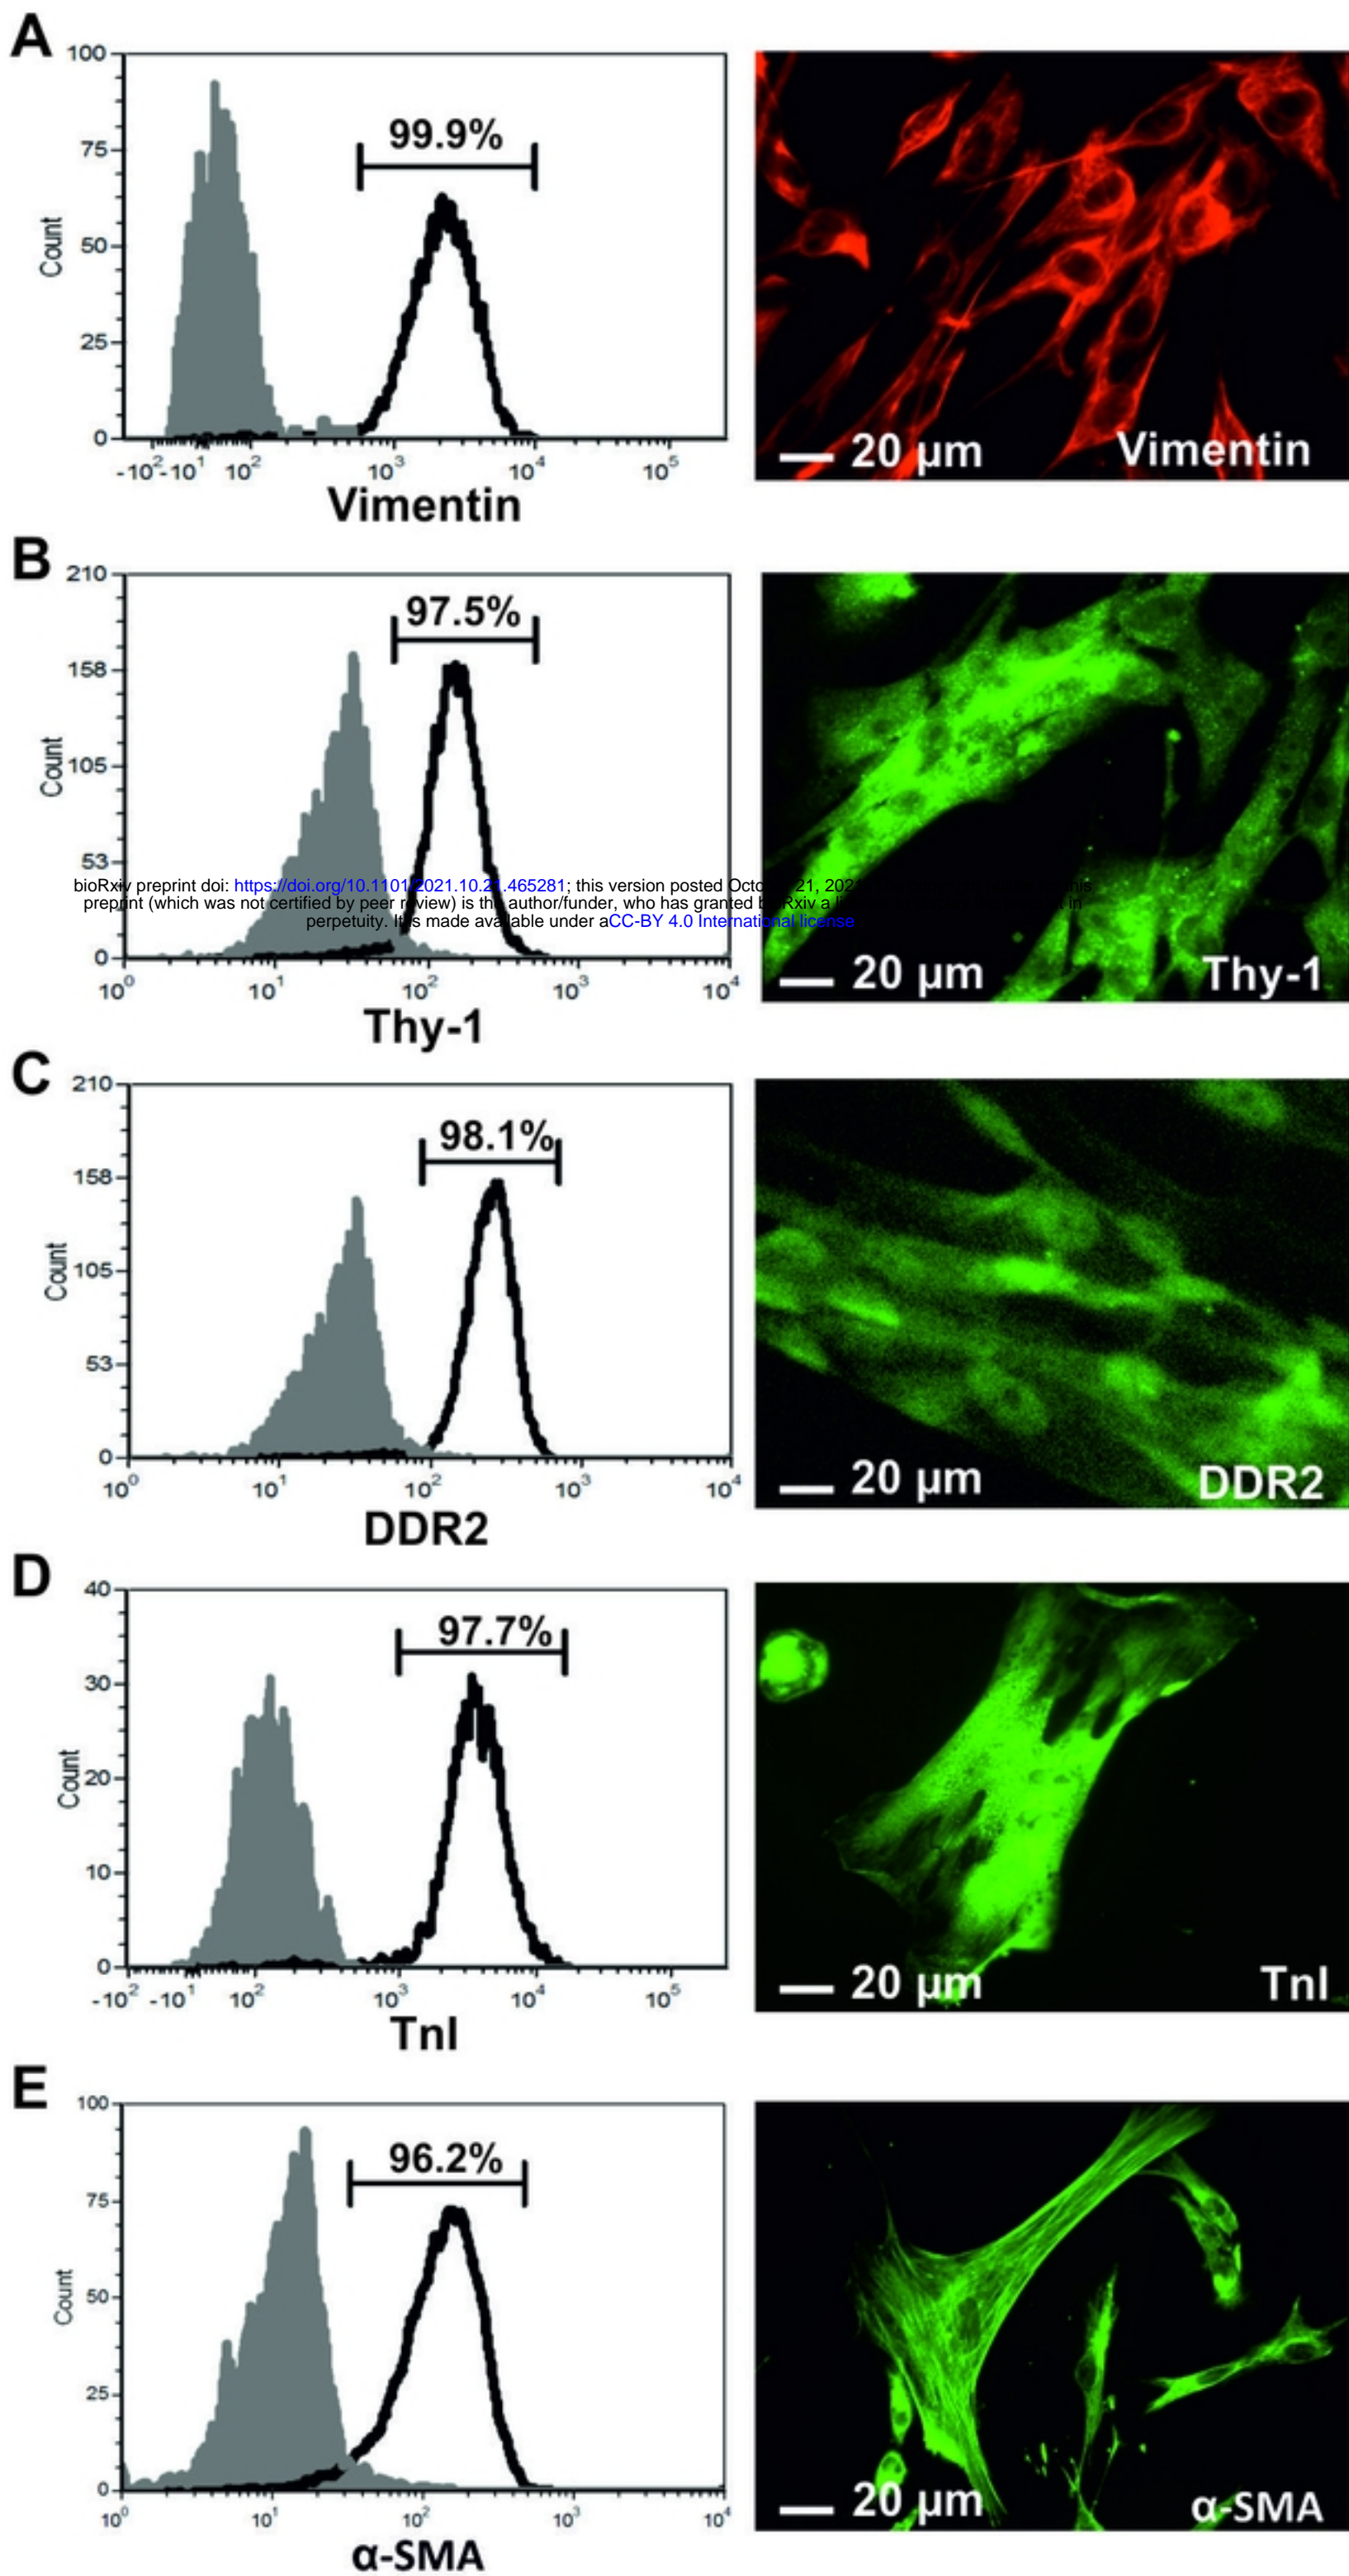 A
100
75
50
25
0
Count
99.9%
-10² -10¹ 10² 10³ 10⁴ 10⁵
Vimentin
20 µm
Vimentin
B
210
158
105
53
0
Count
97.5%
10⁰ 10¹ 10² 10³ 10⁴
Thy-1
20 µm
Thy-1
bioRxiv preprint doi: https://doi.org/10.1101/2021.10.21.465281; this version posted October 21, 2021
preprint (which was not certified by peer review) is the author/funder, who has granted bioRxiv a
perpetuity. It is made available under aCC-BY 4.0 International license
C
210
158
105
53
0
Count
98.1%
10⁰ 10¹ 10² 10³ 10⁴
DDR2
20 µm
DDR2
D
40
30
20
10
0
Count
97.7%
-10² -10¹ 10² 10³ 10⁴ 10⁵
TnI
20 µm
TnI
E
100
75
50
25
0
Count
96.2%
10⁰ 10¹ 10² 10³ 10⁴
α-SMA
20 µm
α-SMA